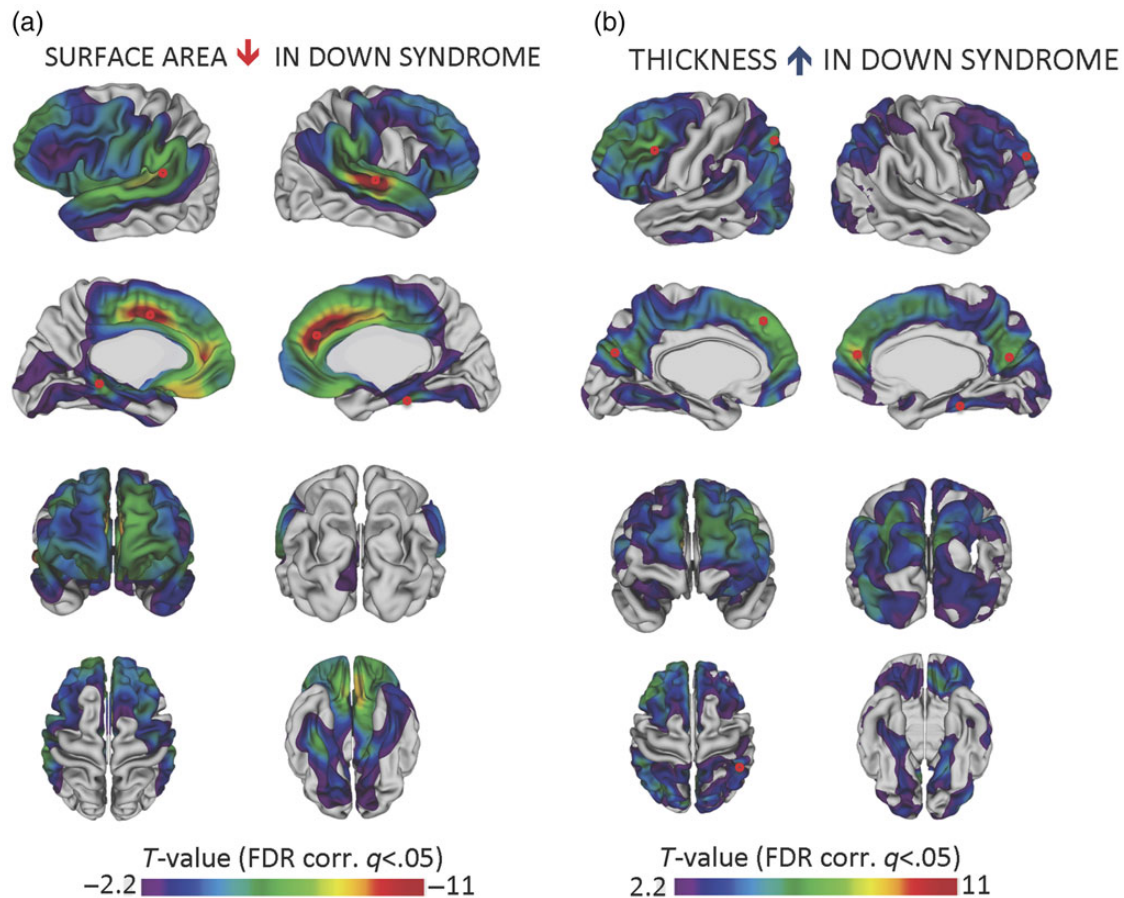 (a)
SURFACE AREA ↓ IN DOWN SYNDROME
(b)
THICKNESS ↑ IN DOWN SYNDROME
T-value (FDR corr. q<.05)
−2.2 −11
T-value (FDR corr. q<.05)
2.2 11